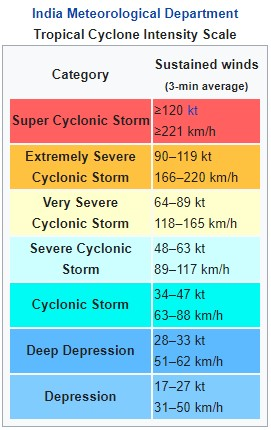 India Meteorological Department
Tropical Cyclone Intensity Scale
Category
Sustained winds
(3-min average)
Super Cyclonic Storm
≥120 kt
≥221 km/h
Extremely Severe
Cyclonic Storm
90–119 kt
166–220 km/h
Very Severe
Cyclonic Storm
64–89 kt
118–165 km/h
Severe Cyclonic
Storm
48–63 kt
89–117 km/h
Cyclonic Storm
34–47 kt
63–88 km/h
Deep Depression
28–33 kt
51–62 km/h
Depression
17–27 kt
31–50 km/h